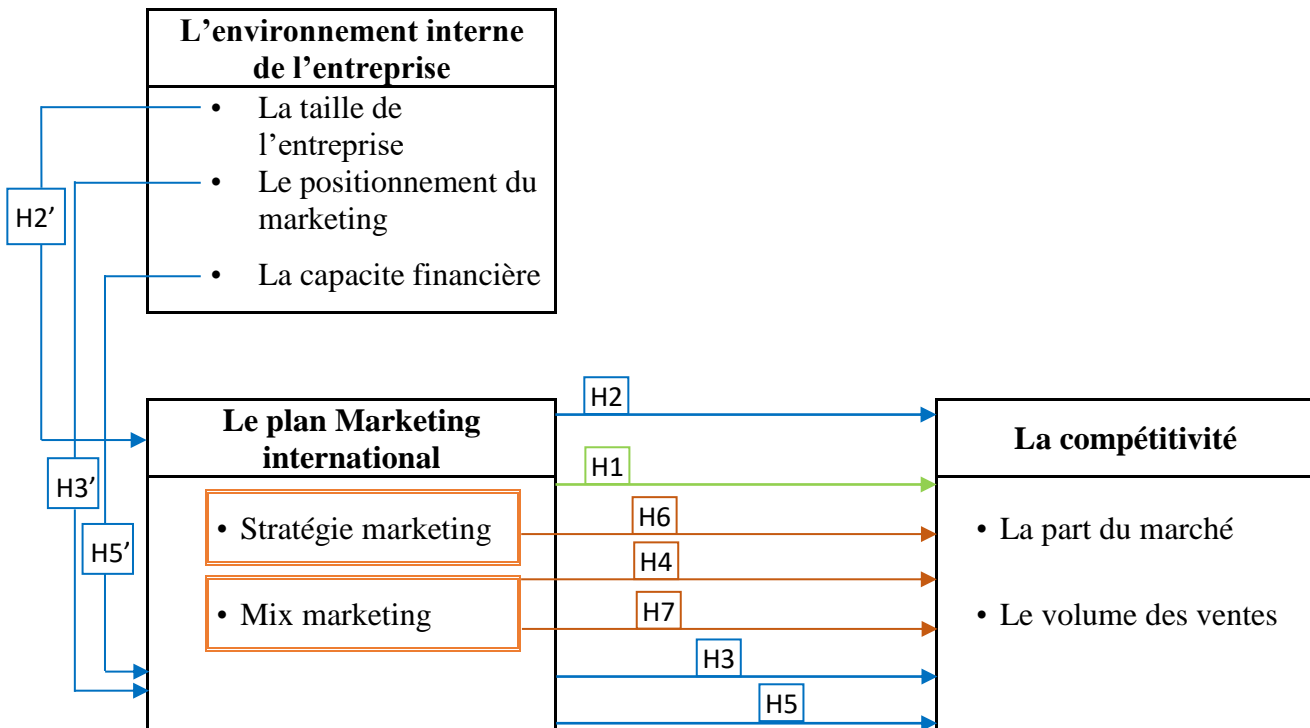 L’environnement interne
de l’entreprise
• La taille de
l’entreprise
• Le positionnement du
marketing
• La capacite financière
H2’
H3’
H5’
Le plan Marketing
international
• Stratégie marketing
• Mix marketing
H2
H1
H6
H4
H7
H3
H5
La compétitivité
• La part du marché
• Le volume des ventes